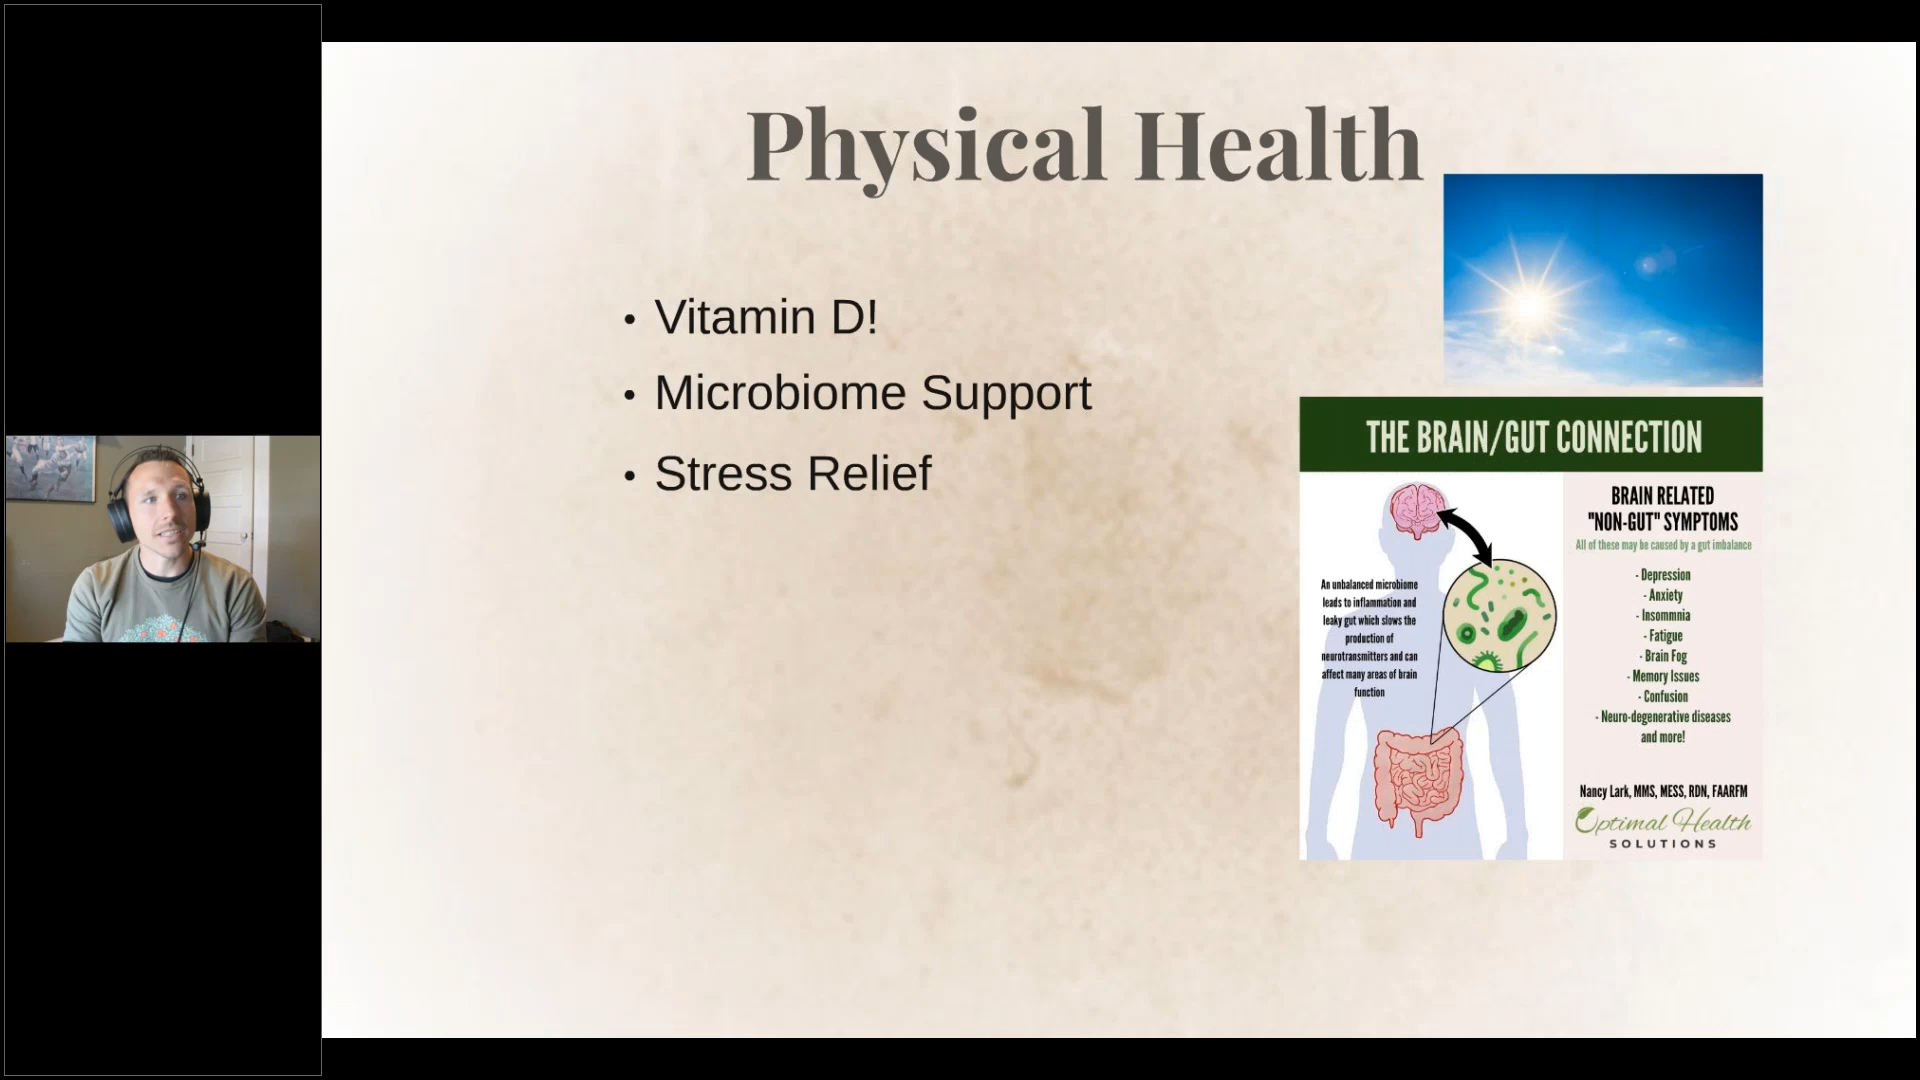 Physical Health
• Vitamin D!
• Microbiome Support
• Stress Relief
THE BRAIN/GUT CONNECTION
An unbalanced microbiome
leads to inflammation and
leaky gut which slows the
production of
neurotransmitters and can
affect many areas of brain
function
BRAIN RELATED
"NON-GUT" SYMPTOMS
All of these may be caused by a gut imbalance
- Depression
- Anxiety
- Insommnia
- Fatigue
- Brain Fog
- Memory Issues
- Confusion
- Neuro-degenerative diseases
and more!
Nancy Lark, MMS, MESS, RDN, FAARFM
Optimal Health
SOLUTIONS